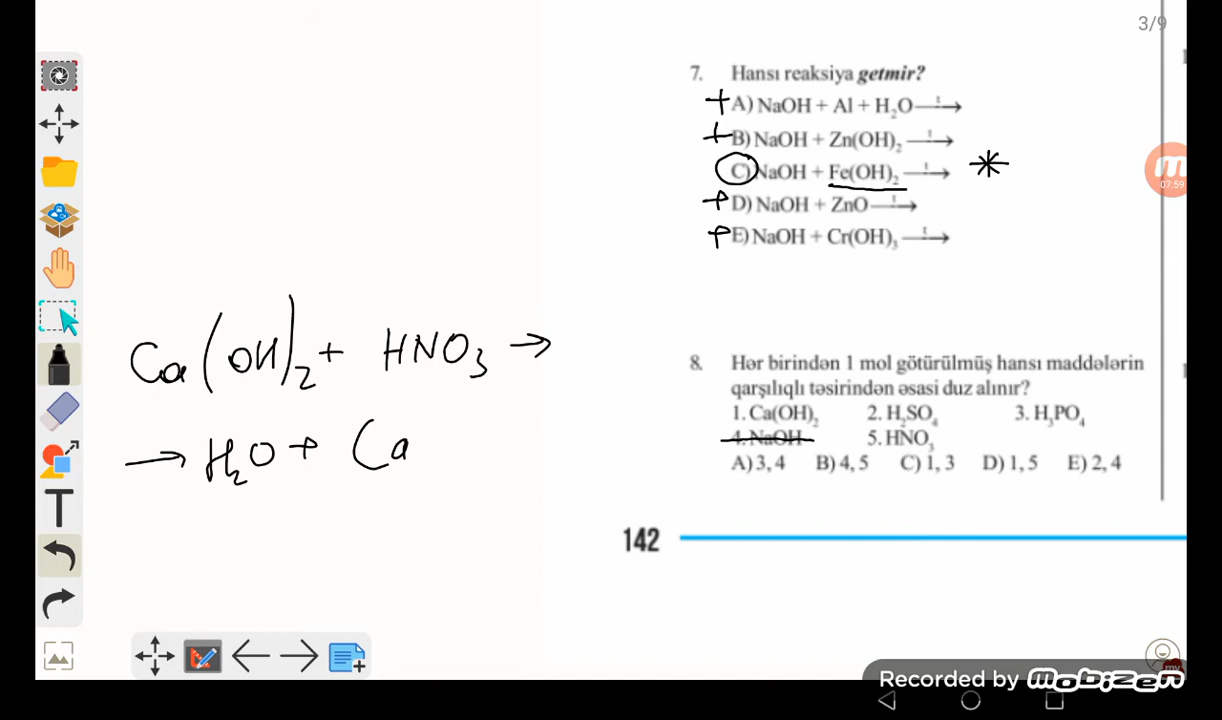 3/9
7. Hansı reaksiya getmir?
+ A) NaOH + Al + H₂O —t→
+ B) NaOH + Zn(OH)₂ —t→
C) NaOH + Fe(OH)₂ —t→ *
+ D) NaOH + ZnO —t→
+ E) NaOH + Cr(OH)₃ —t→
Ca(OH)₂ + HNO₃ →
→ H₂O + Ca
8. Hər birindən 1 mol götürülmüş hansı maddələrin
qarşılıqlı təsirindən əsasi duz alınır?
1. Ca(OH)₂ 2. H₂SO₄ 3. H₃PO₄
4. NaOH 5. HNO₃
A) 3, 4 B) 4, 5 C) 1, 3 D) 1, 5 E) 2, 4
142
T
07:59
Recorded by mobizen